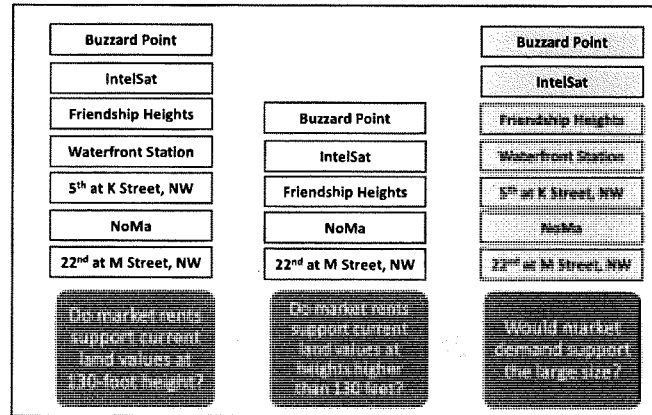 Buzzard Point
IntelSat
Friendship Heights
Waterfront Station
5th at K Street, NW
NoMa
22nd at M Street, NW
Do market rents
support current
land values at
130-foot height?
Buzzard Point
IntelSat
Friendship Heights
NoMa
22nd at M Street, NW
Do market rents
support current
land values at
heights higher
than 130 feet?
Buzzard Point
IntelSat
Friendship Heights
Waterfront Station
5th at K Street, NW
NoMa
22nd at M Street, NW
Would market
demand support
the large size?